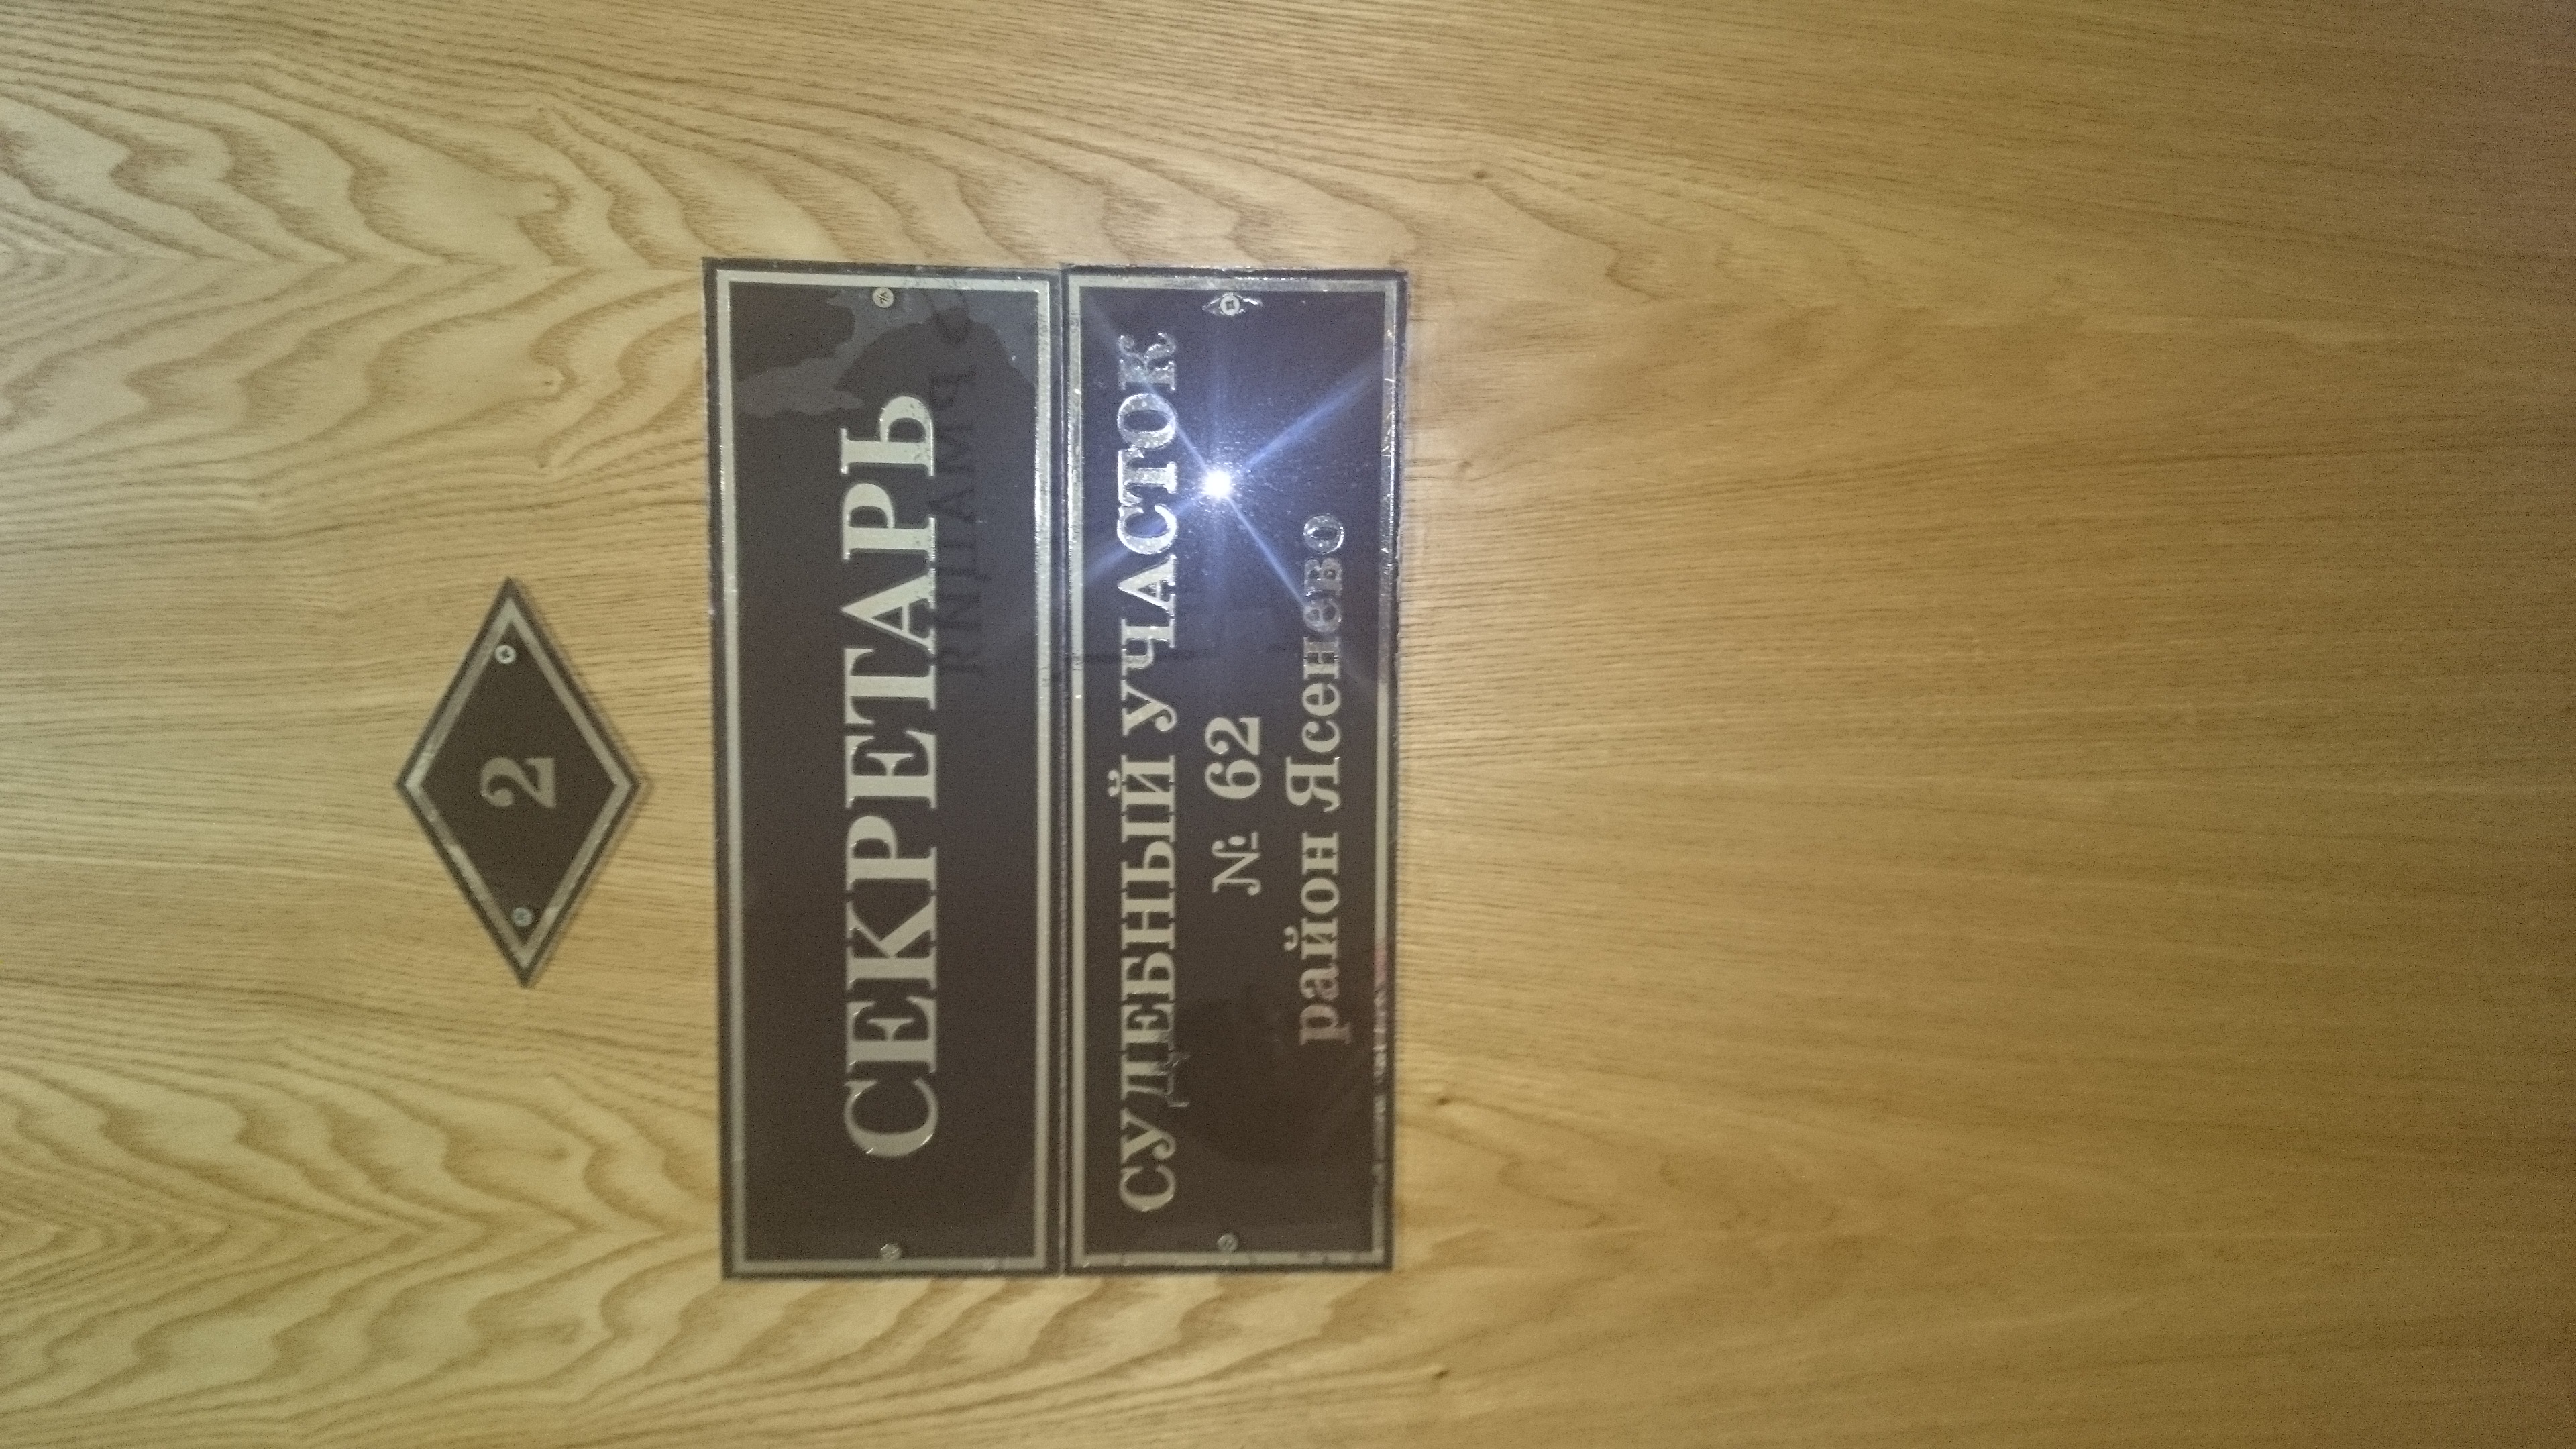 2
СЕКРЕТАРЬ
СУДЕБНЫЙ УЧАСТОК
№ 62
район Ясенево